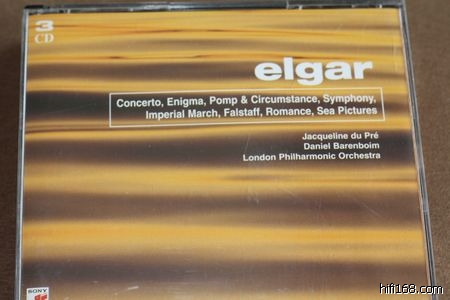 3
CD
elgar
Concerto, Enigma, Pomp & Circumstance, Symphony,
Imperial March, Falstaff, Romance, Sea Pictures
Jacqueline du Pré
Daniel Barenboim
London Philharmonic Orchestra
SONY
hifi168.com